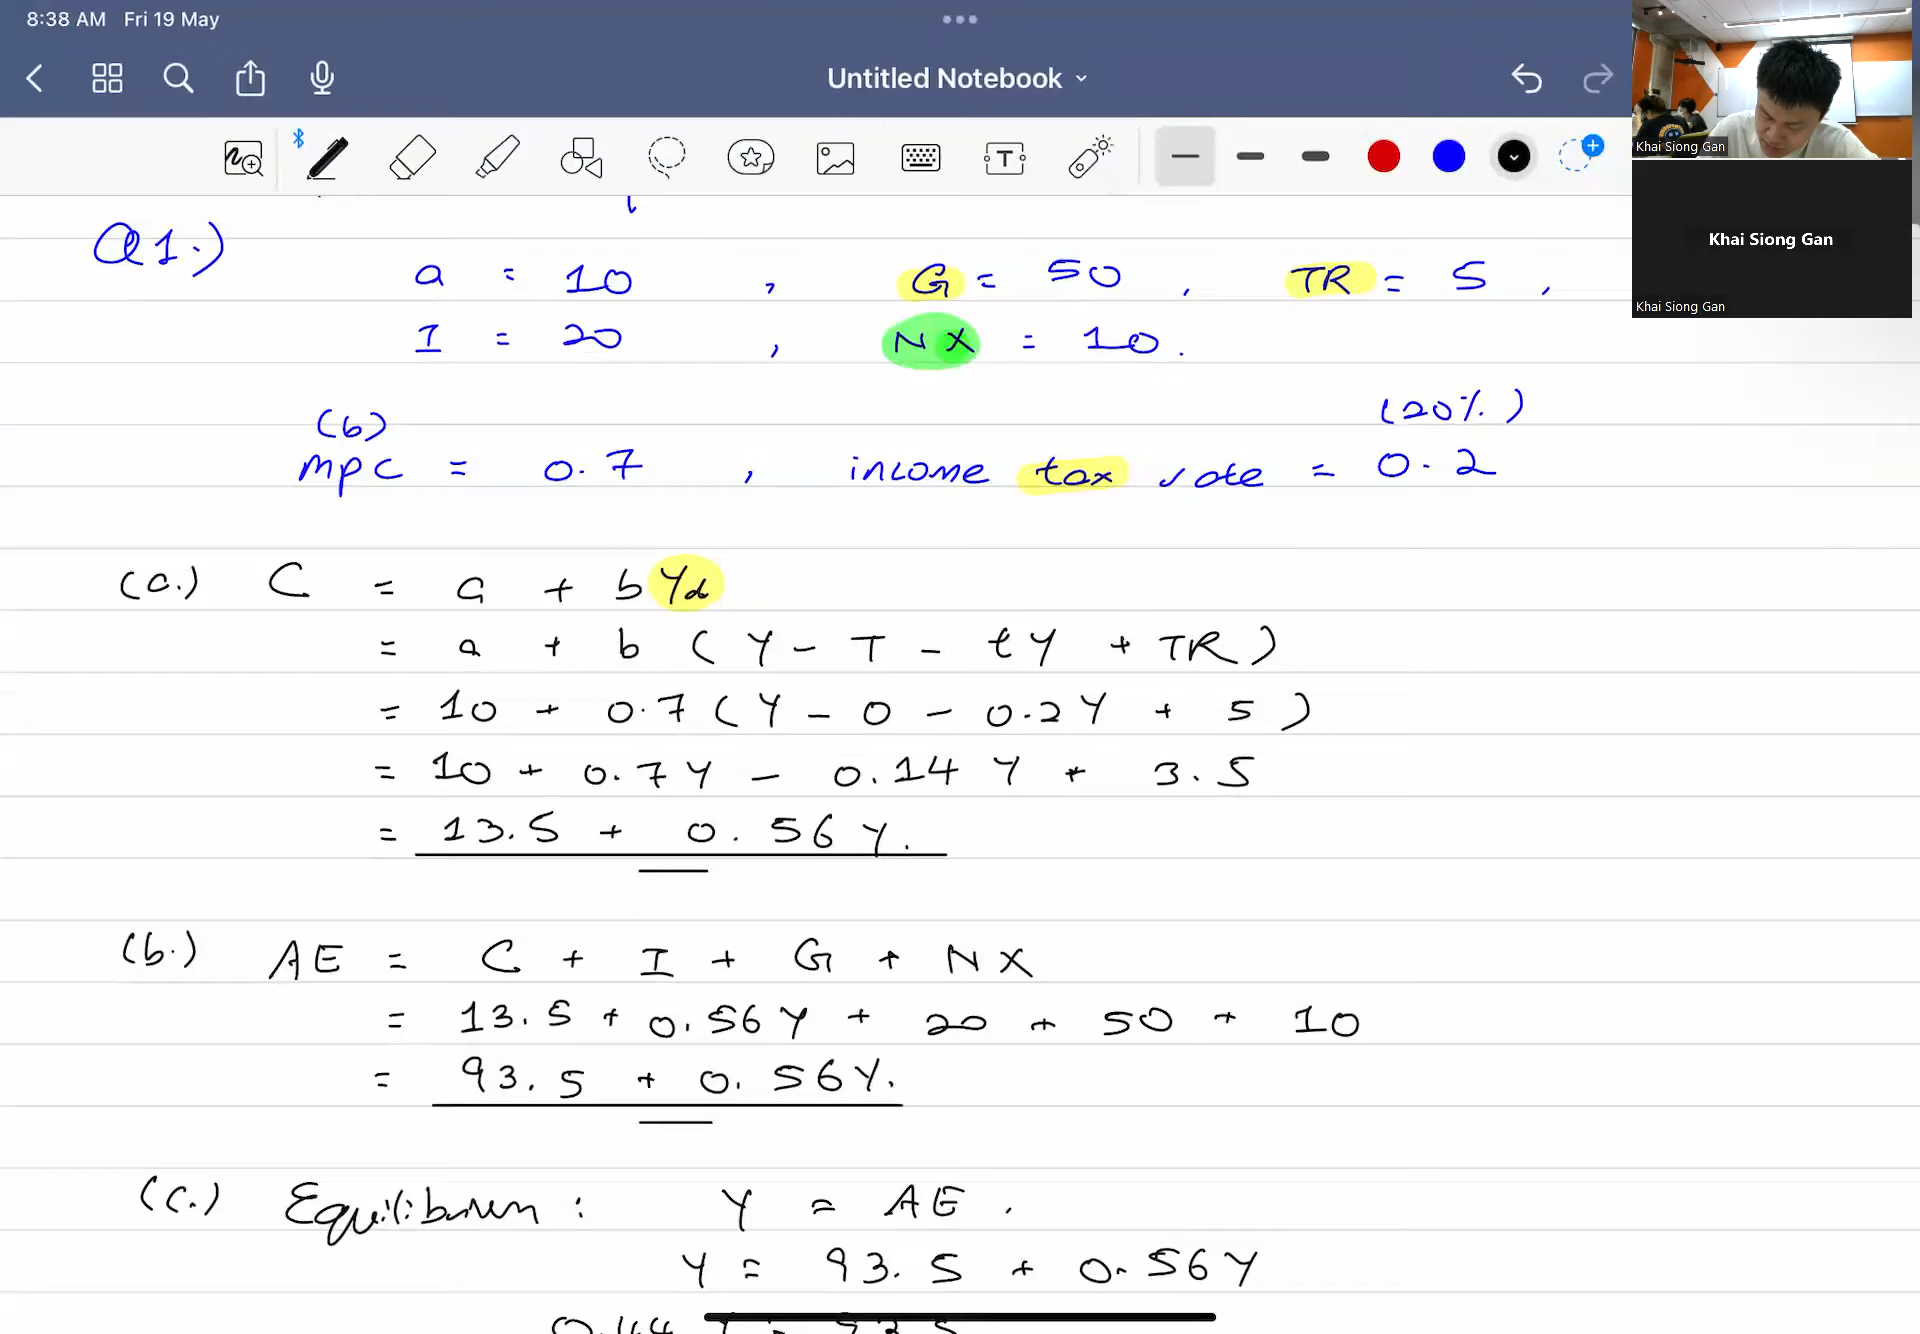 8:38 AM Fri 19 May
Untitled Notebook
T
Khai Siong Gan
Khai Siong Gan
Khai Siong Gan
Q1.)
a = 10 , G = 50 , TR = 5 ,
I = 20 , NX = 10 .
(b) (20%)
mpc = 0.7 , income tax rate = 0.2
(a.) C = a + b Yd
= a + b ( Y - T - tY + TR )
= 10 + 0.7 ( Y - 0 - 0.2Y + 5 )
= 10 + 0.7Y - 0.14Y + 3.5
= 13.5 + 0.56Y.
(b.) AE = C + I + G + NX
= 13.5 + 0.56Y + 20 + 50 + 10
= 93.5 + 0.56Y.
(c.) Equilibrium : Y = AE .
Y = 93.5 + 0.56Y